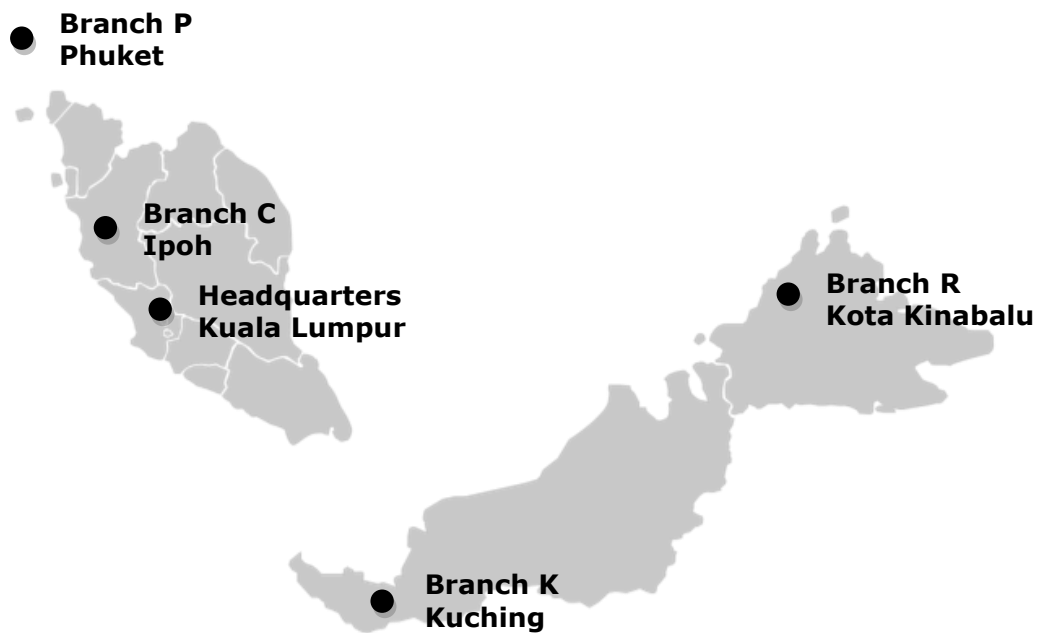 Branch P
Phuket
Branch C
Ipoh
Headquarters
Kuala Lumpur
Branch R
Kota Kinabalu
Branch K
Kuching